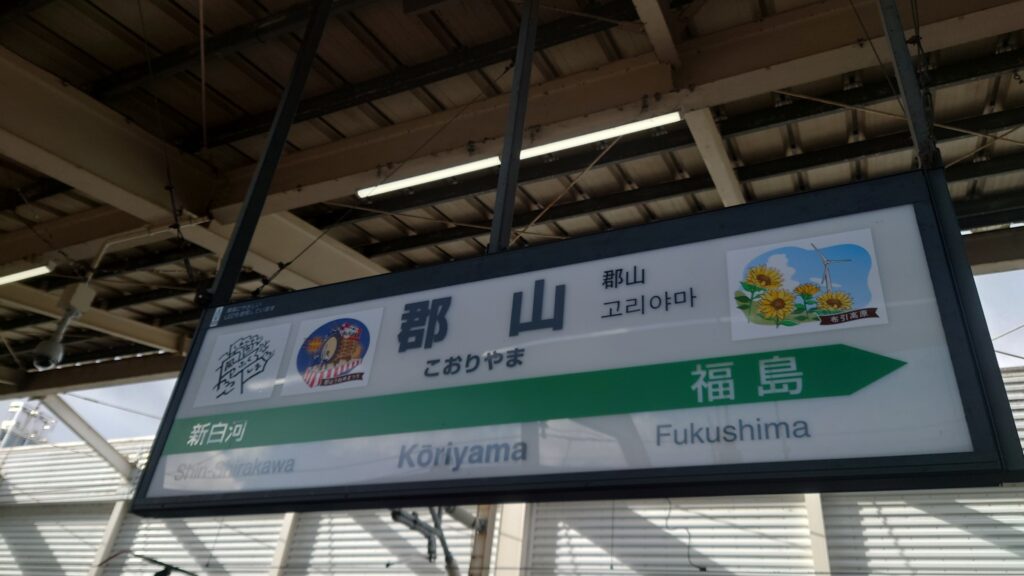 郡山
郡山
고리야마
こおりやま
布引高原
新白河
福島
Shin-Shirakawa
Kōriyama
Fukushima